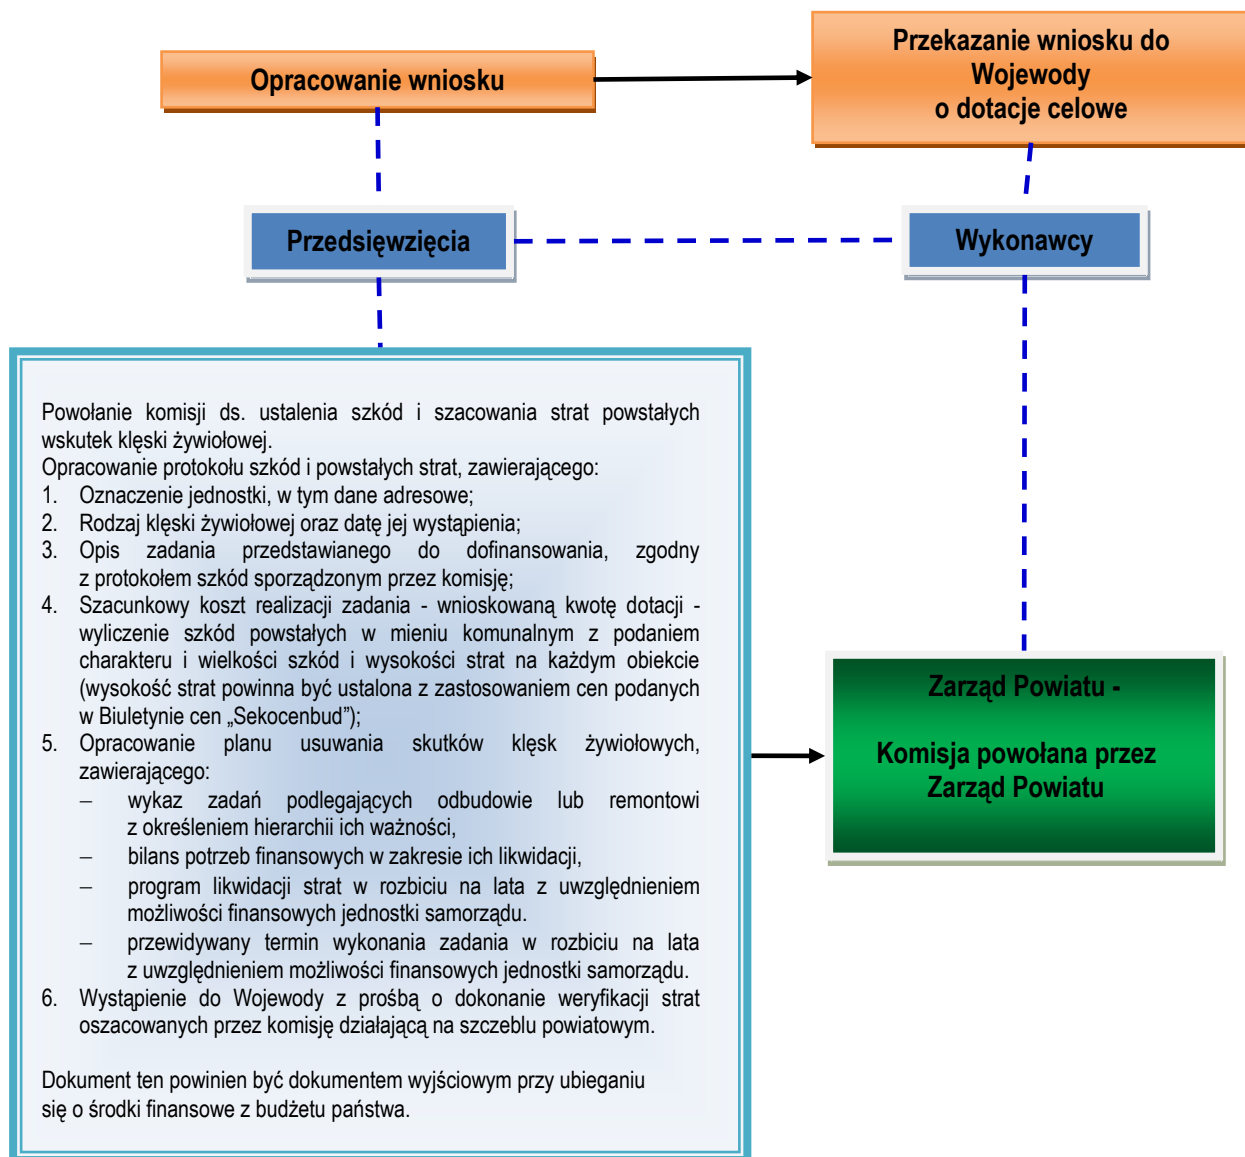 Opracowanie wniosku
Przekazanie wniosku do
Wojewody
o dotacje celowe
Przedsięwzięcia
Wykonawcy
Powołanie komisji ds. ustalenia szkód i szacowania strat powstałych
wskutek klęski żywiołowej.
Opracowanie protokołu szkód i powstałych strat, zawierającego:
1. Oznaczenie jednostki, w tym dane adresowe;
2. Rodzaj klęski żywiołowej oraz datę jej wystąpienia;
3. Opis zadania przedstawianego do dofinansowania, zgodny
z protokołem szkód sporządzonym przez komisję;
4. Szacunkowy koszt realizacji zadania - wnioskowaną kwotę dotacji -
wyliczenie szkód powstałych w mieniu komunalnym z podaniem
charakteru i wielkości szkód i wysokości strat na każdym obiekcie
(wysokość strat powinna być ustalona z zastosowaniem cen podanych
w Biuletynie cen „Sekocenbud”);
5. Opracowanie planu usuwania skutków klęsk żywiołowych,
zawierającego:
– wykaz zadań podlegających odbudowie lub remontowi
z określeniem hierarchii ich ważności,
– bilans potrzeb finansowych w zakresie ich likwidacji,
– program likwidacji strat w rozbiciu na lata z uwzględnieniem
możliwości finansowych jednostki samorządu.
– przewidywany termin wykonania zadania w rozbiciu na lata
z uwzględnieniem możliwości finansowych jednostki samorządu.
6. Wystąpienie do Wojewody z prośbą o dokonanie weryfikacji strat
oszacowanych przez komisję działającą na szczeblu powiatowym.
Dokument ten powinien być dokumentem wyjściowym przy ubieganiu
się o środki finansowe z budżetu państwa.
Zarząd Powiatu -
Komisja powołana przez
Zarząd Powiatu